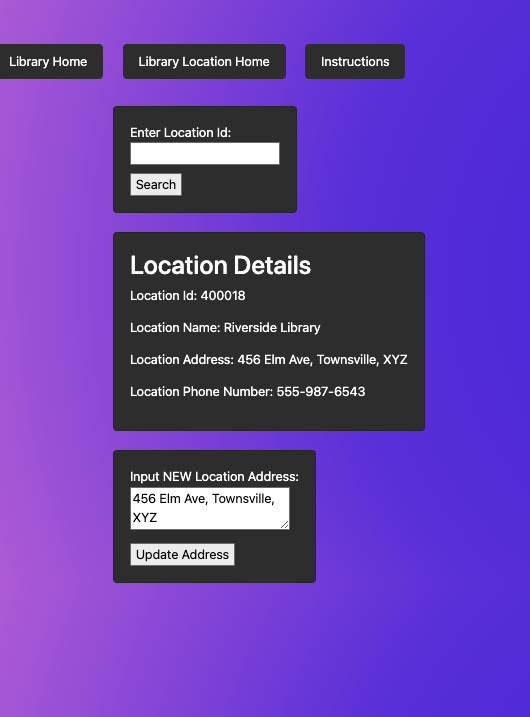 Library Home Library Location Home Instructions
Enter Location Id:
Search
Location Details
Location Id: 400018
Location Name: Riverside Library
Location Address: 456 Elm Ave, Townsville, XYZ
Location Phone Number: 555-987-6543
Input NEW Location Address:
456 Elm Ave, Townsville,
XYZ
Update Address